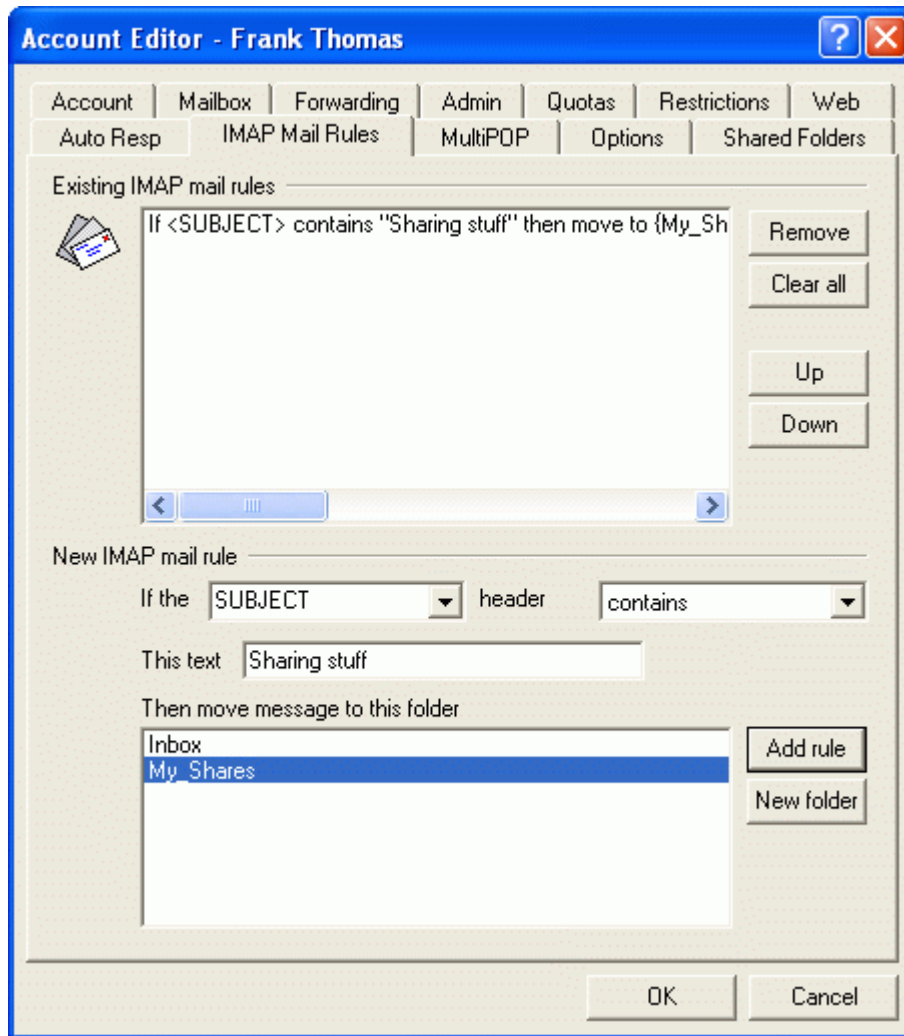 Account Editor - Frank Thomas
Account Mailbox Forwarding Admin Quotas Restrictions Web
Auto Resp IMAP Mail Rules MultiPOP Options Shared Folders
Existing IMAP mail rules
If <SUBJECT> contains "Sharing stuff" then move to {My_Sh
Remove
Clear all
Up
Down
New IMAP mail rule
If the SUBJECT header contains
This text Sharing stuff
Then move message to this folder
Inbox
My_Shares
Add rule
New folder
OK Cancel